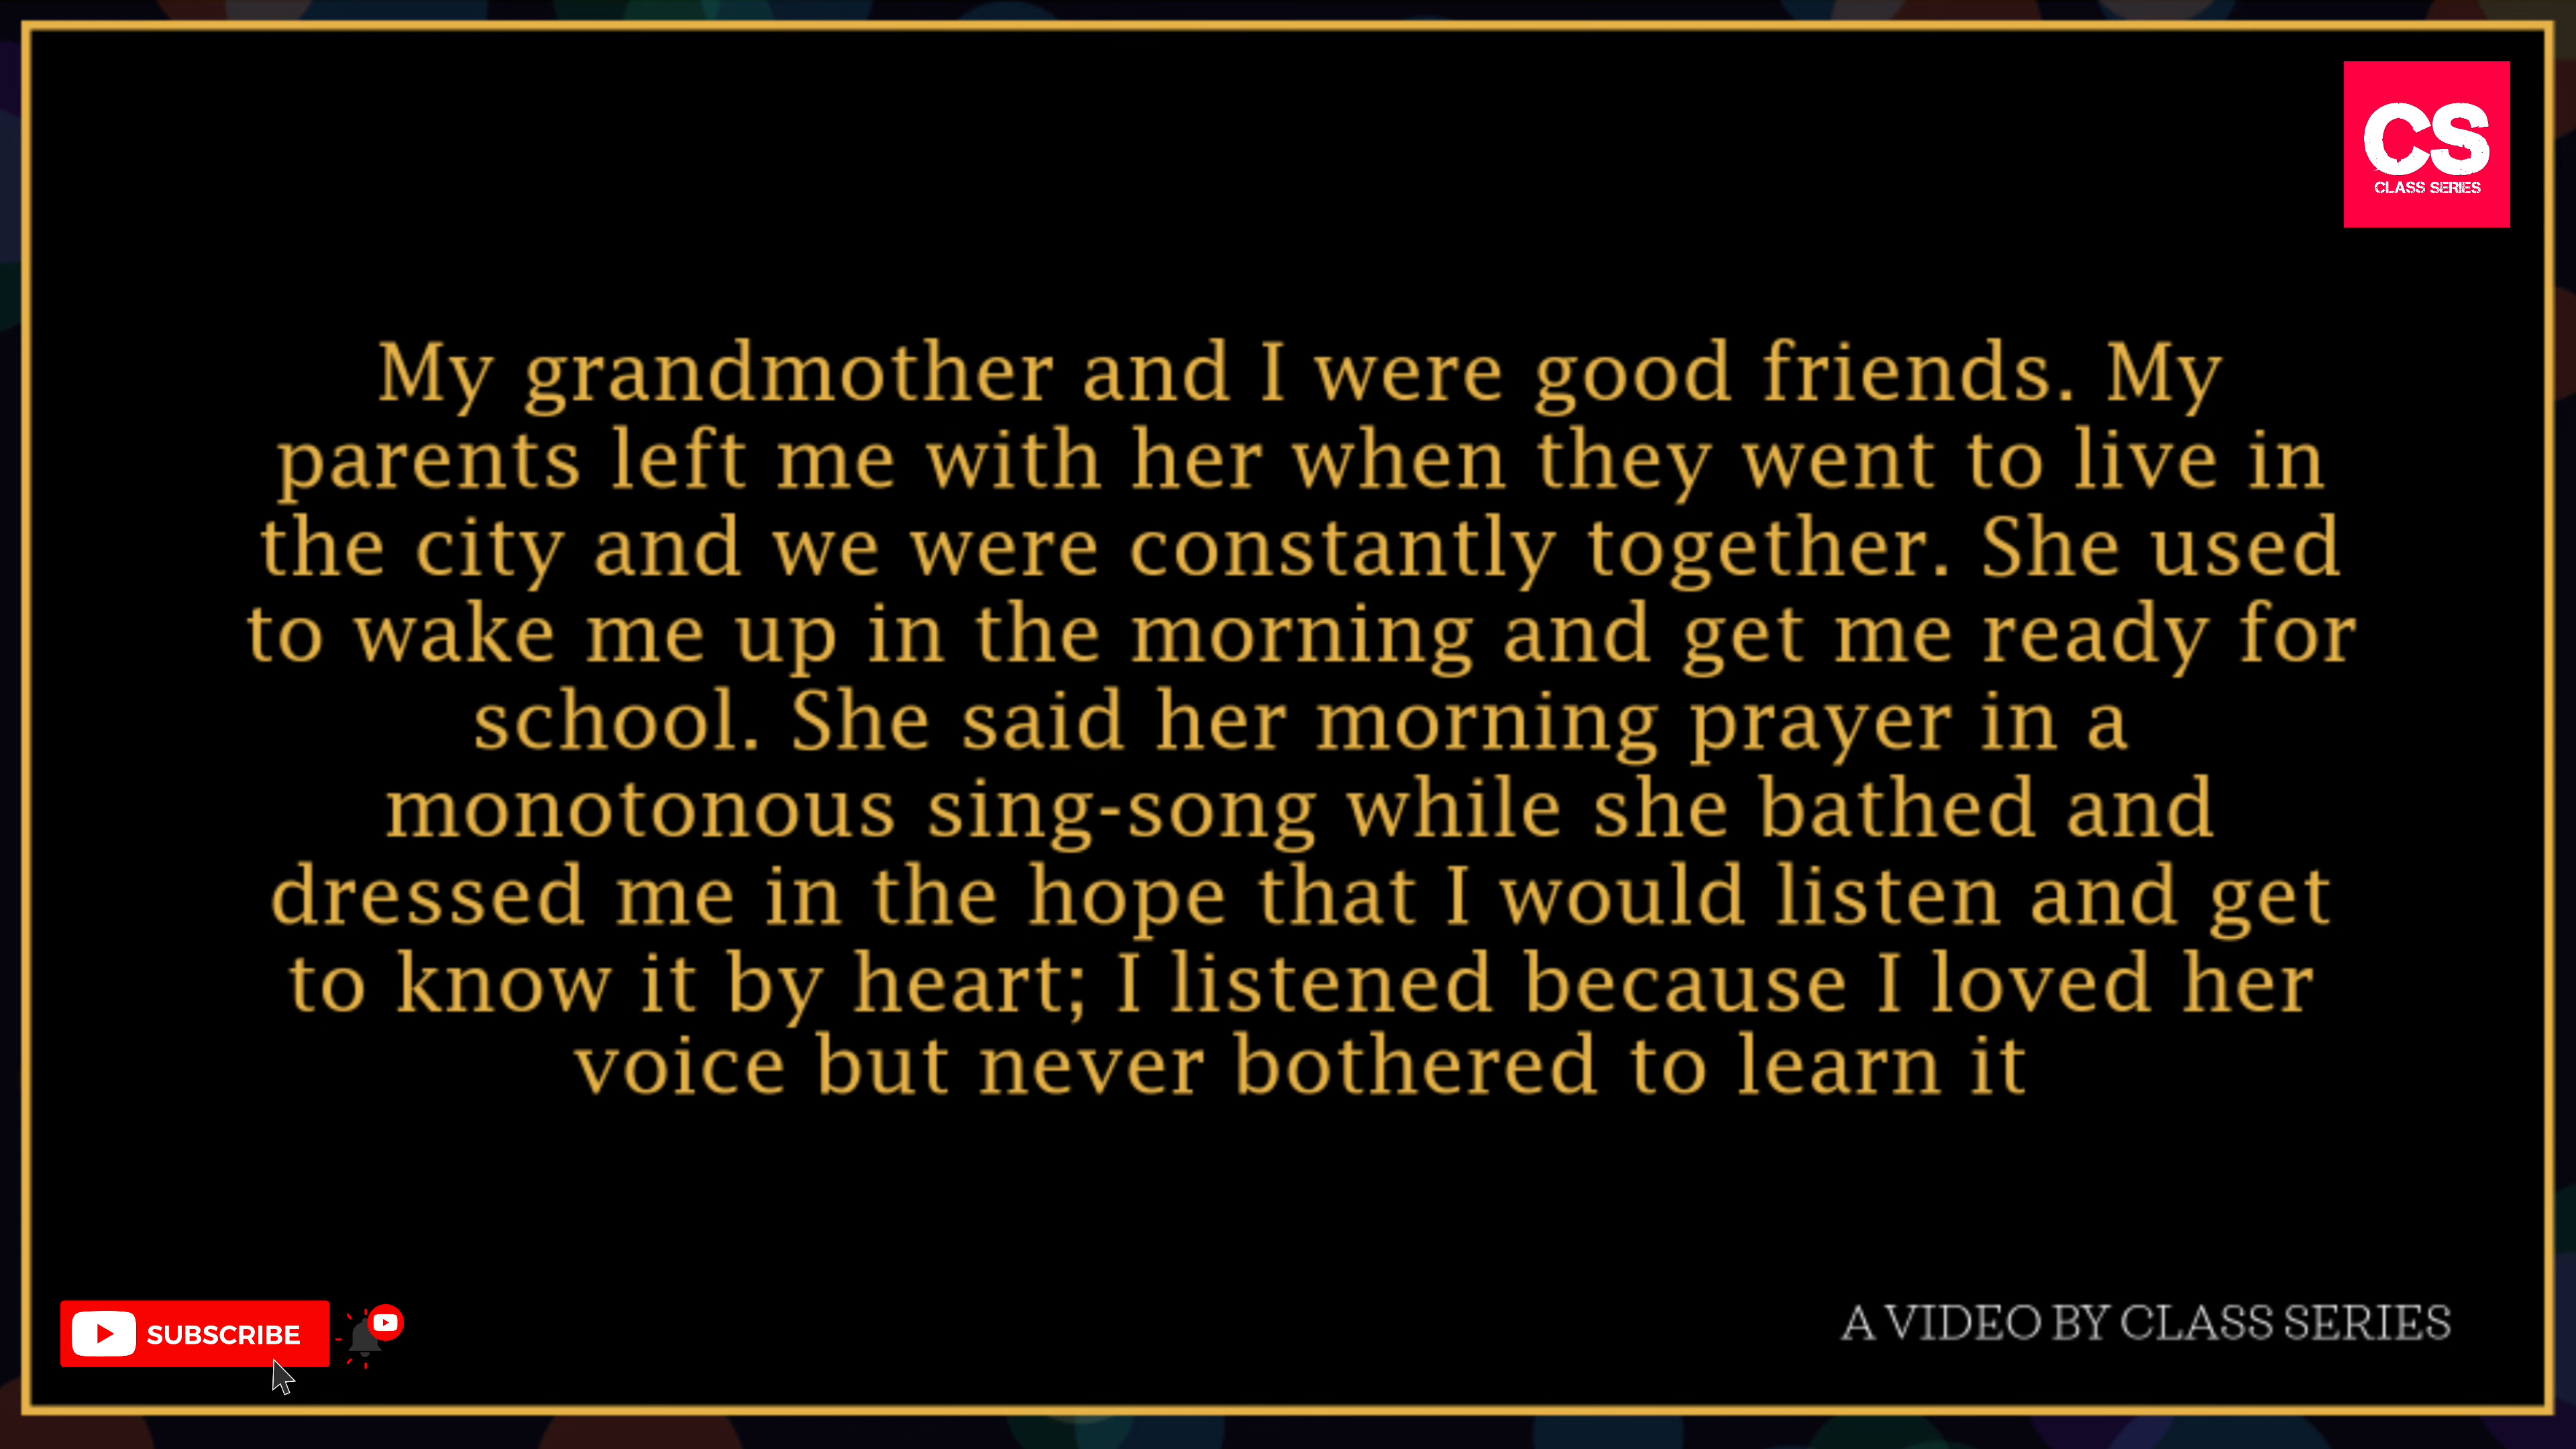 CS
CLASS SERIES
My grandmother and I were good friends. My
parents left me with her when they went to live in
the city and we were constantly together. She used
to wake me up in the morning and get me ready for
school. She said her morning prayer in a
monotonous sing-song while she bathed and
dressed me in the hope that I would listen and get
to know it by heart; I listened because I loved her
voice but never bothered to learn it
SUBSCRIBE
A VIDEO BY CLASS SERIES